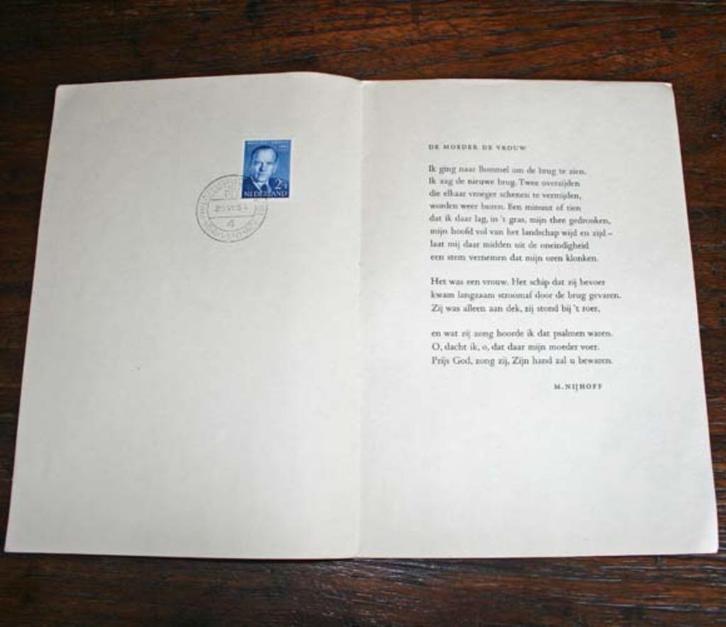 NEDERLAND
4
DE MOEDER DE VROUW
Ik ging naar Bommel om de brug te zien.
Ik zag de nieuwe brug. Twee overzijden
die elkaar vroeger schenen te vermijden,
worden weer buren. Een minuut of tien
dat ik daar lag, in 't gras, mijn thee gedronken,
mijn hoofd vol van het landschap wijd en zijd –
laat mij daar midden uit de oneindigheid
een stem vernemen dat mijn oren klonken.
Het was een vrouw. Het schip dat zij bevoer
kwam langzaam stroomaf door de brug gevaren.
Zij was alleen aan dek, zij stond bij 't roer,
en wat zij zong hoorde ik dat psalmen waren.
O, dacht ik, o, dat daar mijn moeder voer.
Prijs God, zong zij, Zijn hand zal u bewaren.
M. NIJHOFF